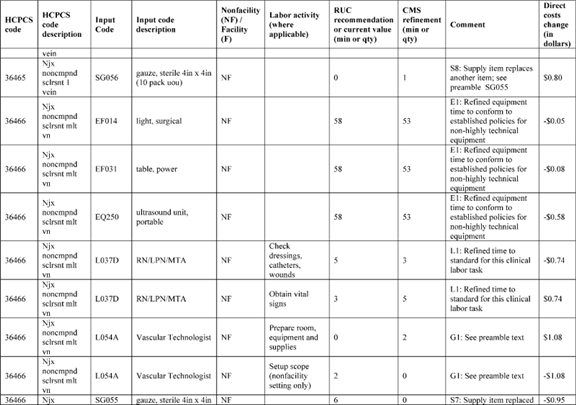 HCPCS code | HCPCS code description | Input Code | Input code description | Nonfacility (NF) / Facility (F) | Labor activity (where applicable) | RUC recommendation or current value (min or qty) | CMS refinement (min or qty) | Comment | Direct costs change (in dollars)
vein
36465 | Njx noncmpnd sclrsnt 1 vein | SG056 | gauze, sterile 4in x 4in (10 pack uou) | NF | | 0 | 1 | S8: Supply item replaces another item; see preamble SG055 | $0.80
36466 | Njx noncmpnd sclrsnt mlt vn | EF014 | light, surgical | NF | | 58 | 53 | E1: Refined equipment time to conform to established policies for non-highly technical equipment | -$0.05
36466 | Njx noncmpnd sclrsnt mlt vn | EF031 | table, power | NF | | 58 | 53 | E1: Refined equipment time to conform to established policies for non-highly technical equipment | -$0.08
36466 | Njx noncmpnd sclrsnt mlt vn | EQ250 | ultrasound unit, portable | NF | | 58 | 53 | E1: Refined equipment time to conform to established policies for non-highly technical equipment | -$0.58
36466 | Njx noncmpnd sclrsnt mlt vn | L037D | RN/LPN/MTA | NF | Check dressings, catheters, wounds | 5 | 3 | L1: Refined time to standard for this clinical labor task | -$0.74
36466 | Njx noncmpnd sclrsnt mlt vn | L037D | RN/LPN/MTA | NF | Obtain vital signs | 3 | 5 | L1: Refined time to standard for this clinical labor task | $0.74
36466 | Njx noncmpnd sclrsnt mlt vn | L054A | Vascular Technologist | NF | Prepare room, equipment and supplies | 0 | 2 | G1: See preamble text | $1.08
36466 | Njx noncmpnd sclrsnt mlt vn | L054A | Vascular Technologist | NF | Setup scope (nonfacility setting only) | 2 | 0 | G1: See preamble text | -$1.08
36466 | Njx | SG055 | gauze, sterile 4in x 4in | NF | | 6 | 0 | S7: Supply item replaced | -$0.95